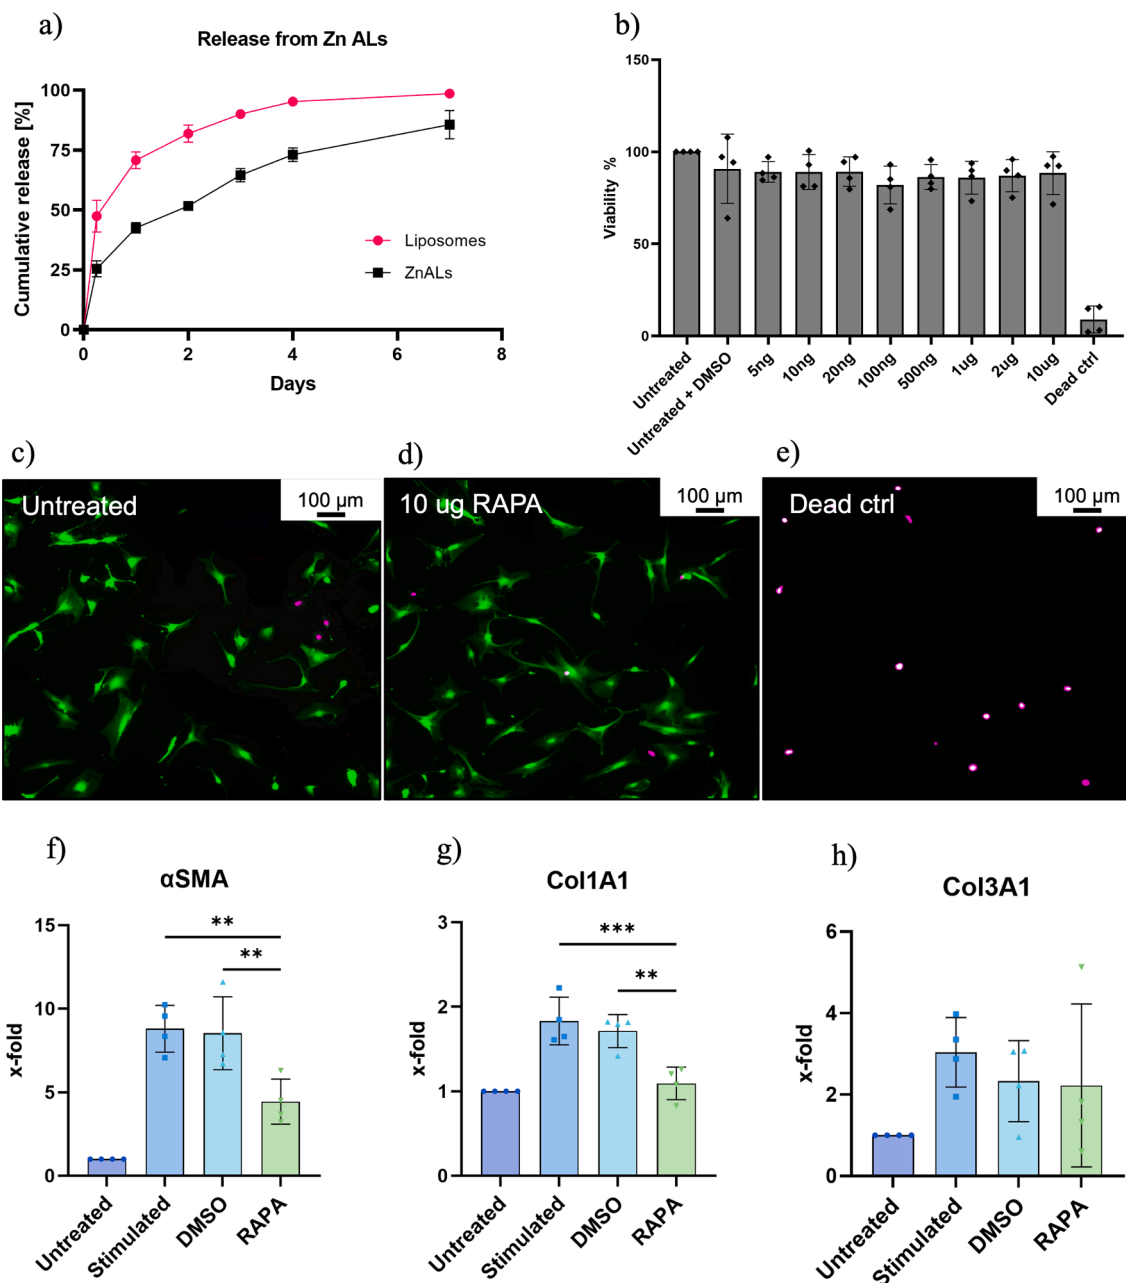 a)
Release from Zn ALs
Cumulative release [%]
100
75
50
25
0
0 2 4 6 8
Days
Liposomes
ZnALs
b)
Viability %
150
100
50
0
Untreated
Untreated + DMSO
5ng
10ng
20ng
100ng
500ng
1ug
2ug
10ug
Dead ctrl
c)
Untreated
100 µm
d)
10 ug RAPA
100 µm
e)
Dead ctrl
100 µm
f)
αSMA
x-fold
15
10
5
0
**
**
Untreated
Stimulated
DMSO
RAPA
g)
Col1A1
x-fold
3
2
1
0
***
**
Untreated
Stimulated
DMSO
RAPA
h)
Col3A1
x-fold
6
4
2
0
Untreated
Stimulated
DMSO
RAPA